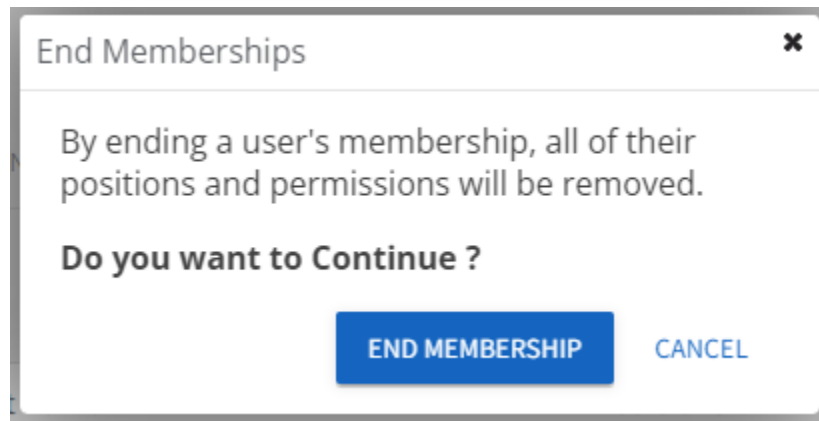 End Memberships
By ending a user's membership, all of their
positions and permissions will be removed.
Do you want to Continue ?
END MEMBERSHIP CANCEL